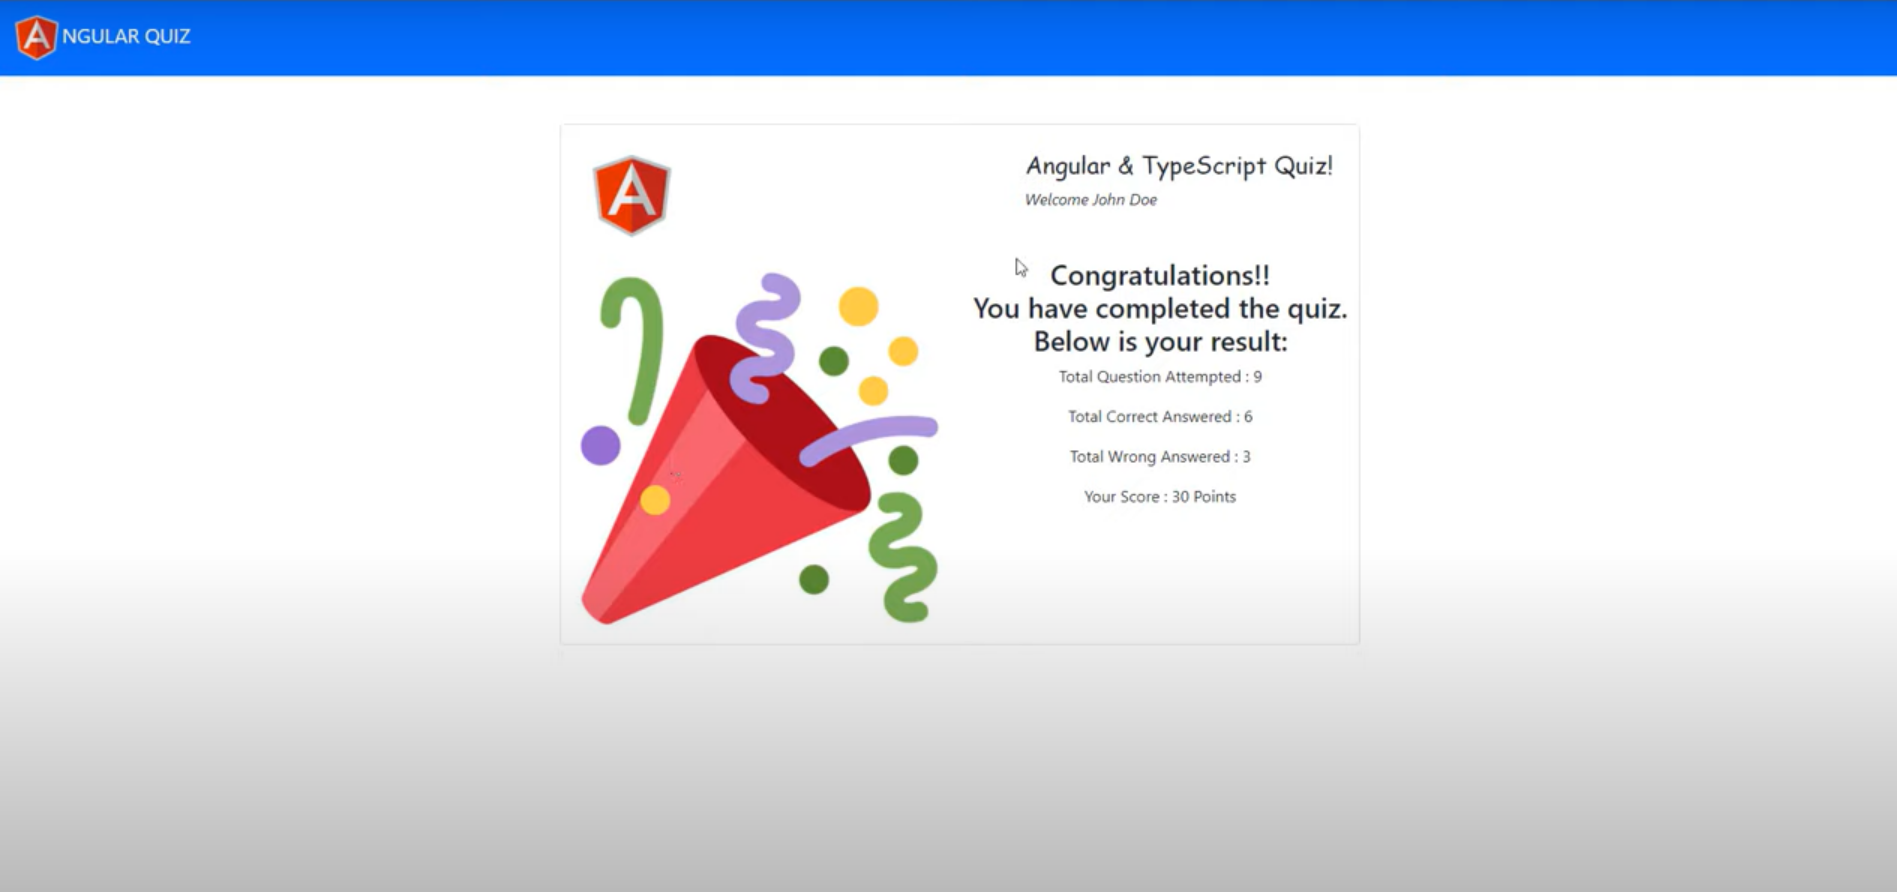 NGULAR QUIZ
Angular & TypeScript Quiz!
Welcome John Doe
Congratulations!!
You have completed the quiz.
Below is your result:
Total Question Attempted : 9
Total Correct Answered : 6
Total Wrong Answered : 3
Your Score : 30 Points